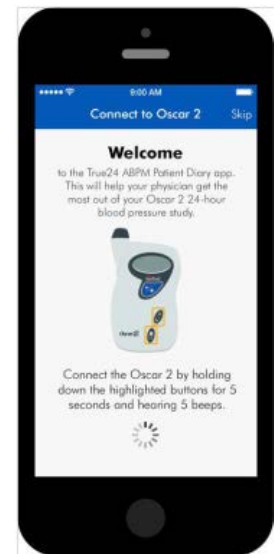 9:00 AM
Connect to Oscar 2 Skip
Welcome
to the True24 ABPM Patient Diary app.
This will help your physician get the
most out of your Oscar 2 24-hour
blood pressure study.
Oscar 2
Connect the Oscar 2 by holding
down the highlighted buttons for 5
seconds and hearing 5 beeps.